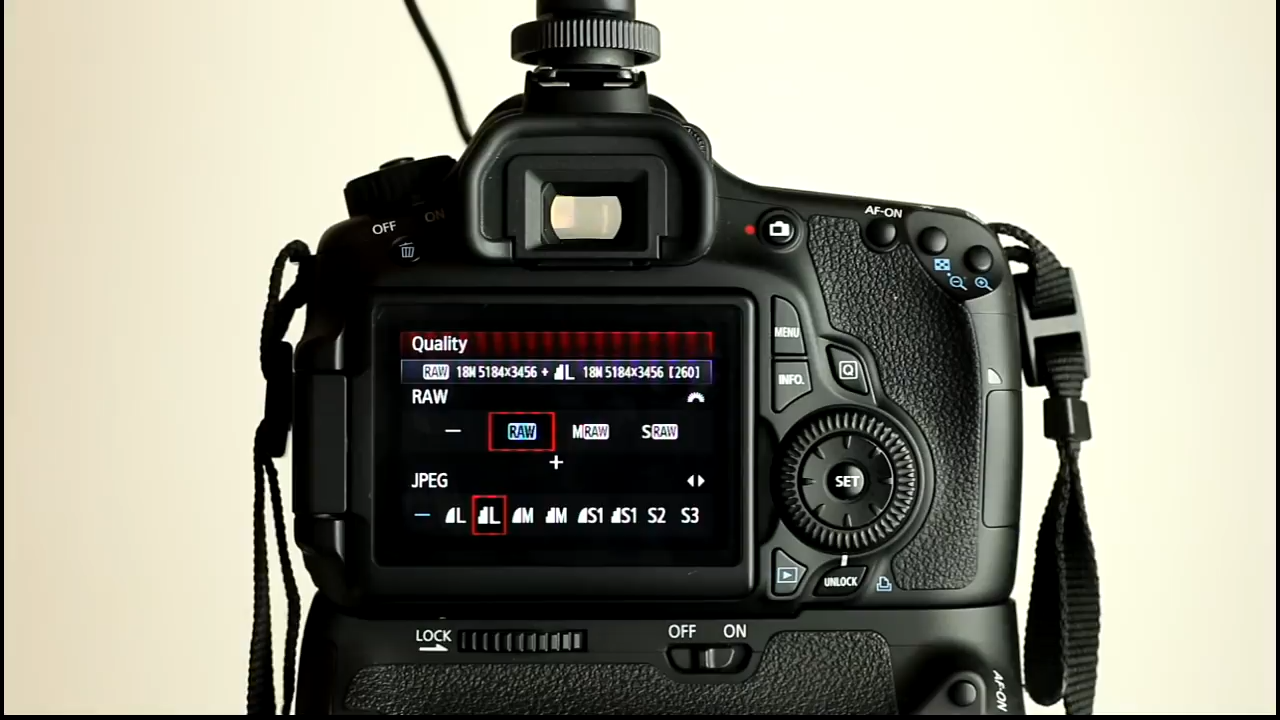 AF-ON
OFF ON
MENU
INFO.
Q
Quality
RAW 18M 5184X3456 + L 18M 5184X3456 [260]
RAW
— RAW MRAW SRAW
+
JPEG
— L L M M S1 S1 S2 S3
SET
UNLOCK
LOCK
OFF ON
AF-ON